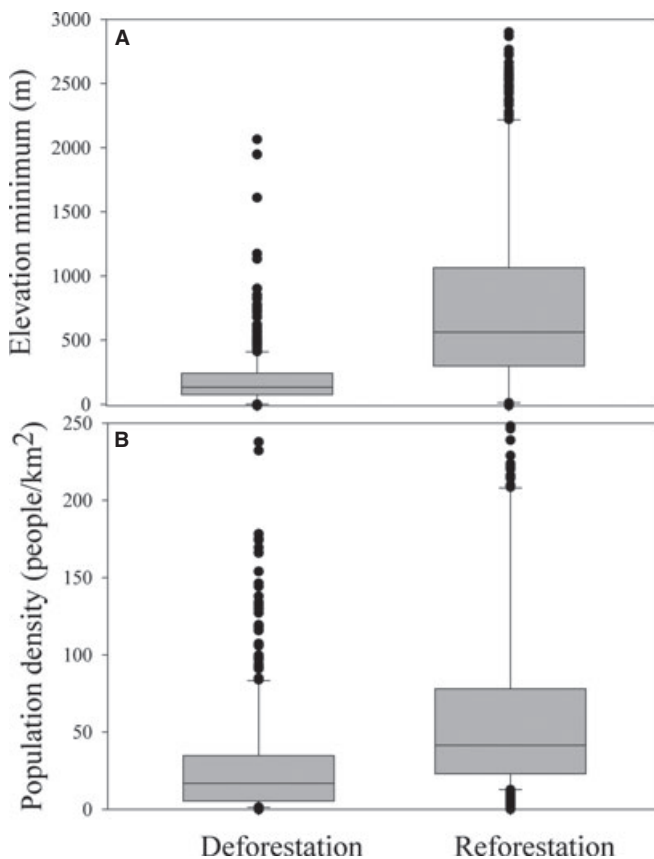 A
Elevation minimum (m)
3000
2500
2000
1500
1000
500
0
B
Population density (people/km²)
250
200
150
100
50
0
Deforestation Reforestation